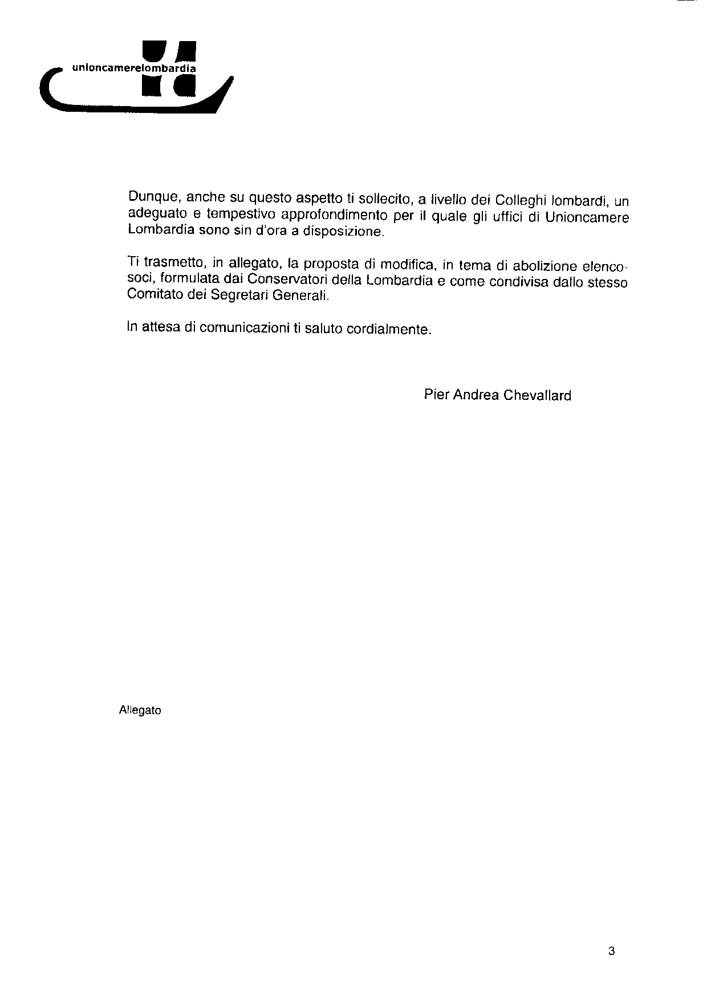 unioncamerelombardia
Dunque, anche su questo aspetto ti sollecito, a livello dei Colleghi lombardi, un
adeguato e tempestivo approfondimento per il quale gli uffici di Unioncamere
Lombardia sono sin d'ora a disposizione.
Ti trasmetto, in allegato, la proposta di modifica, in tema di abolizione elenco-
soci, formulata dai Conservatori della Lombardia e come condivisa dallo stesso
Comitato dei Segretari Generali.
In attesa di comunicazioni ti saluto cordialmente.
Pier Andrea Chevallard
Allegato
3